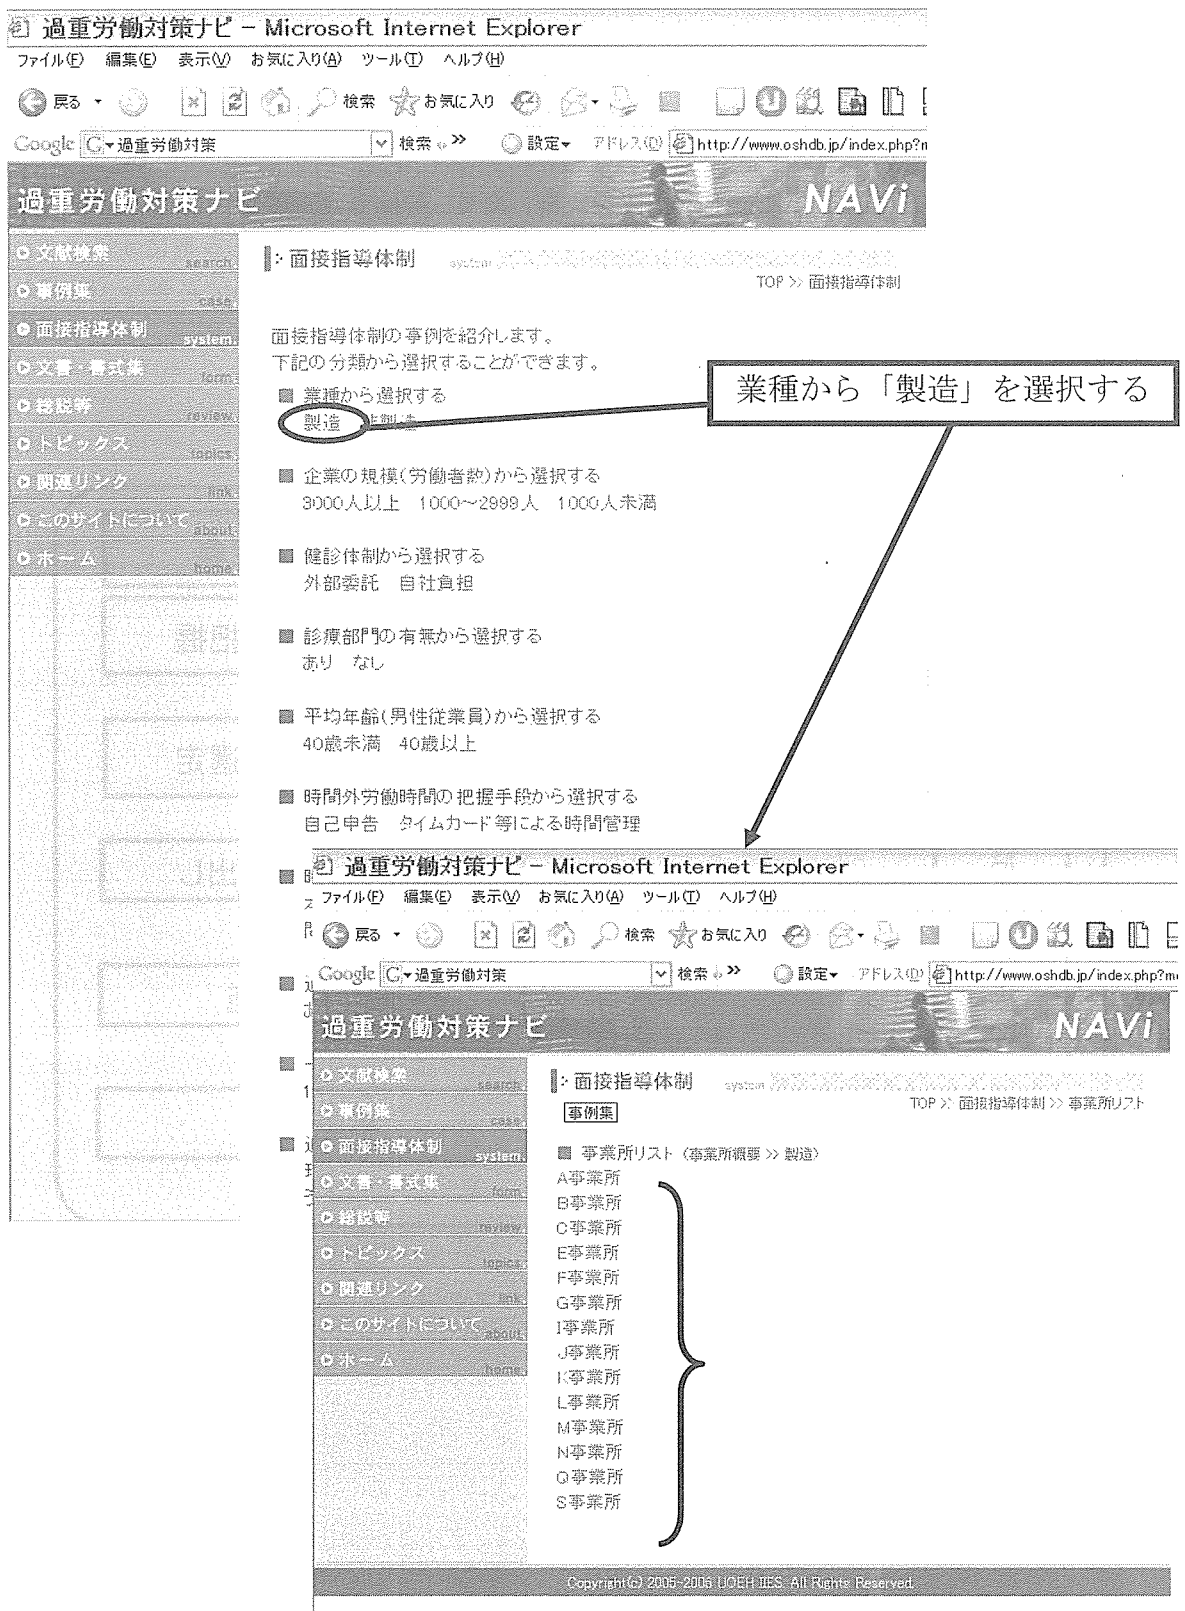 過重労働対策ナビ - Microsoft Internet Explorer
ファイル(F) 編集(E) 表示(V) お気に入り(A) ツール(T) ヘルプ(H)
戻る 検索 お気に入り
Google 過重労働対策 検索 設定 アドレス(D) http://www.oshdb.jp/index.php?m
過重労働対策ナビ NAVi
文献検索 search
事例集 case
面接指導体制 system
文書・書式集 form
総説等 review
トピックス topics
関連リンク link
このサイトについて about
ホーム home
面接指導体制 system
TOP >> 面接指導体制
面接指導体制の事例を紹介します。
下記の分類から選択することができます。
■ 業種から選択する
製造 非製造
業種から「製造」を選択する
■ 企業の規模(労働者数)から選択する
3000人以上 1000~2999人 1000人未満
■ 健診体制から選択する
外部委託 自社負担
■ 診療部門の有無から選択する
あり なし
■ 平均年齢(男性従業員)から選択する
40歳未満 40歳以上
■ 時間外労働時間の把握手段から選択する
自己申告 タイムカード等による時間管理
過重労働対策ナビ - Microsoft Internet Explorer
ファイル(F) 編集(E) 表示(V) お気に入り(A) ツール(T) ヘルプ(H)
戻る 検索 お気に入り
Google 過重労働対策 検索 設定 アドレス(D) http://www.oshdb.jp/index.php?m
過重労働対策ナビ NAVi
文献検索 search
事例集 case
面接指導体制 system
文書・書式集 form
総説等 review
トピックス topics
関連リンク link
このサイトについて about
ホーム home
面接指導体制 system
事例集
TOP >> 面接指導体制 >> 事業所リスト
■ 事業所リスト (事業所概要 >> 製造)
A事業所
B事業所
C事業所
E事業所
F事業所
G事業所
I事業所
J事業所
K事業所
L事業所
M事業所
N事業所
Q事業所
S事業所
Copyright(c) 2005-2006 UOEH IIES. All Rights Reserved.